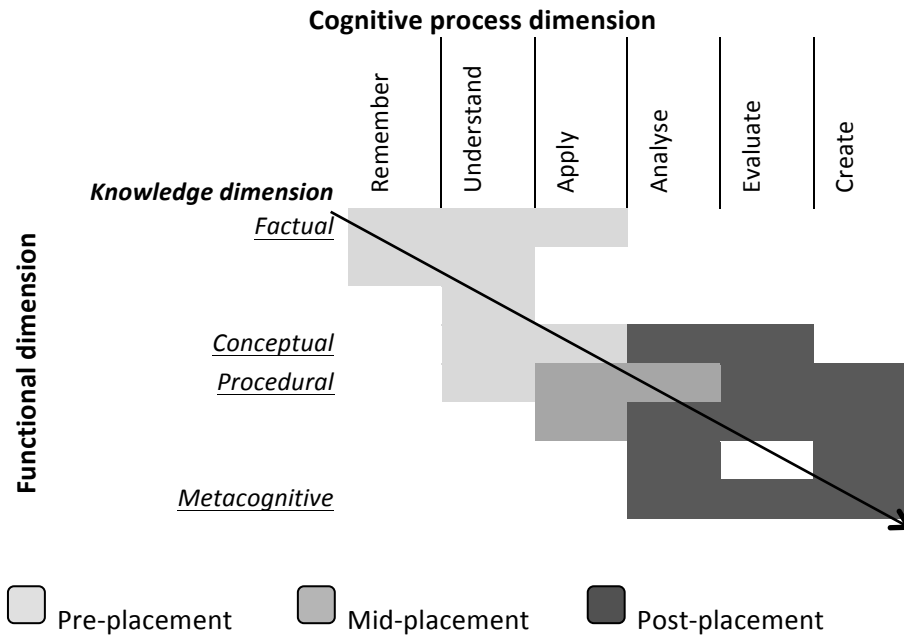 Cognitive process dimension
Remember
Understand
Apply
Analyse
Evaluate
Create
Knowledge dimension
Factual
Conceptual
Procedural
Metacognitive
Functional dimension
Pre-placement
Mid-placement
Post-placement